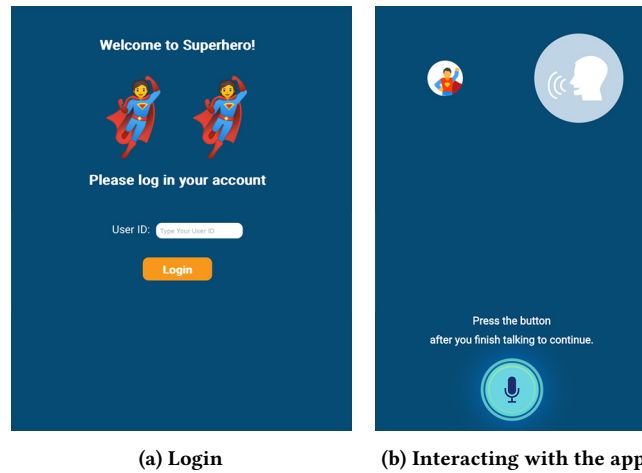 Welcome to Superhero!
Please log in your account
User ID: Type Your User ID
Login
(a) Login
Press the button
after you finish talking to continue.
(b) Interacting with the app